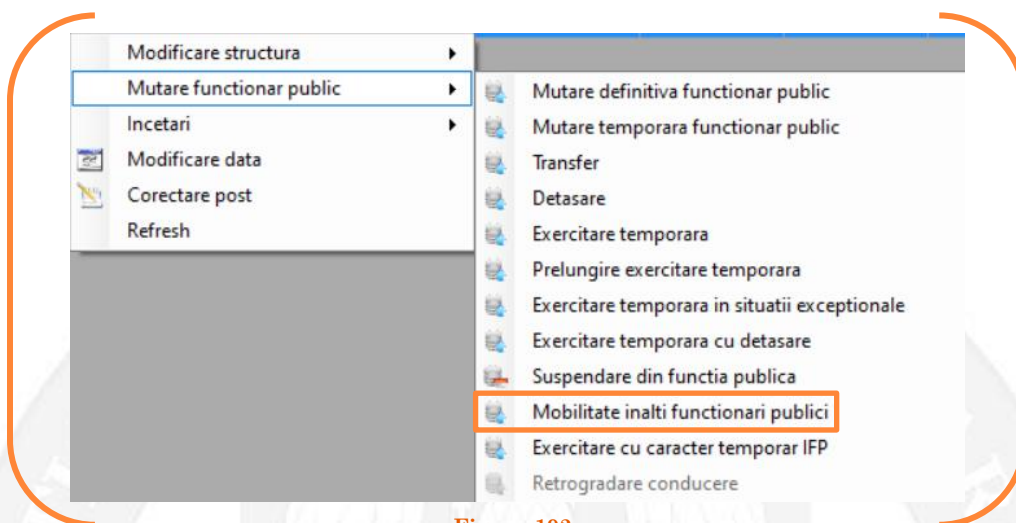 Modificare structura
Mutare functionar public
Incetari
Modificare data
Corectare post
Refresh
Mutare definitiva functionar public
Mutare temporara functionar public
Transfer
Detasare
Exercitare temporara
Prelungire exercitare temporara
Exercitare temporara in situatii exceptionale
Exercitare temporara cu detasare
Suspendare din functia publica
Mobilitate inalti functionari publici
Exercitare cu caracter temporar IFP
Retrogradare conducere